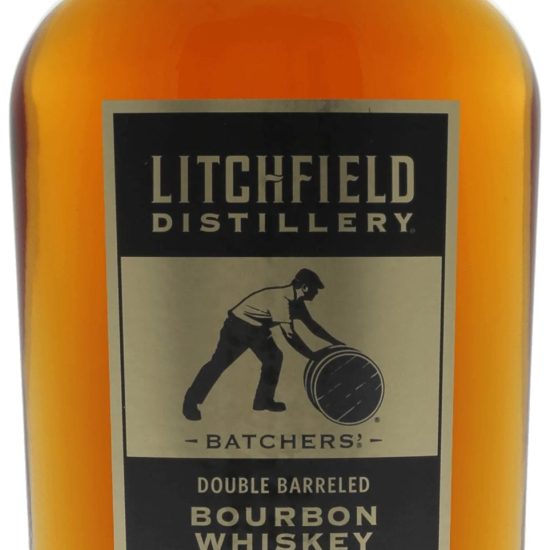 LITCHFIELD
DISTILLERY®
- BATCHERS'® -
DOUBLE BARRELED
BOURBON
WHISKEY